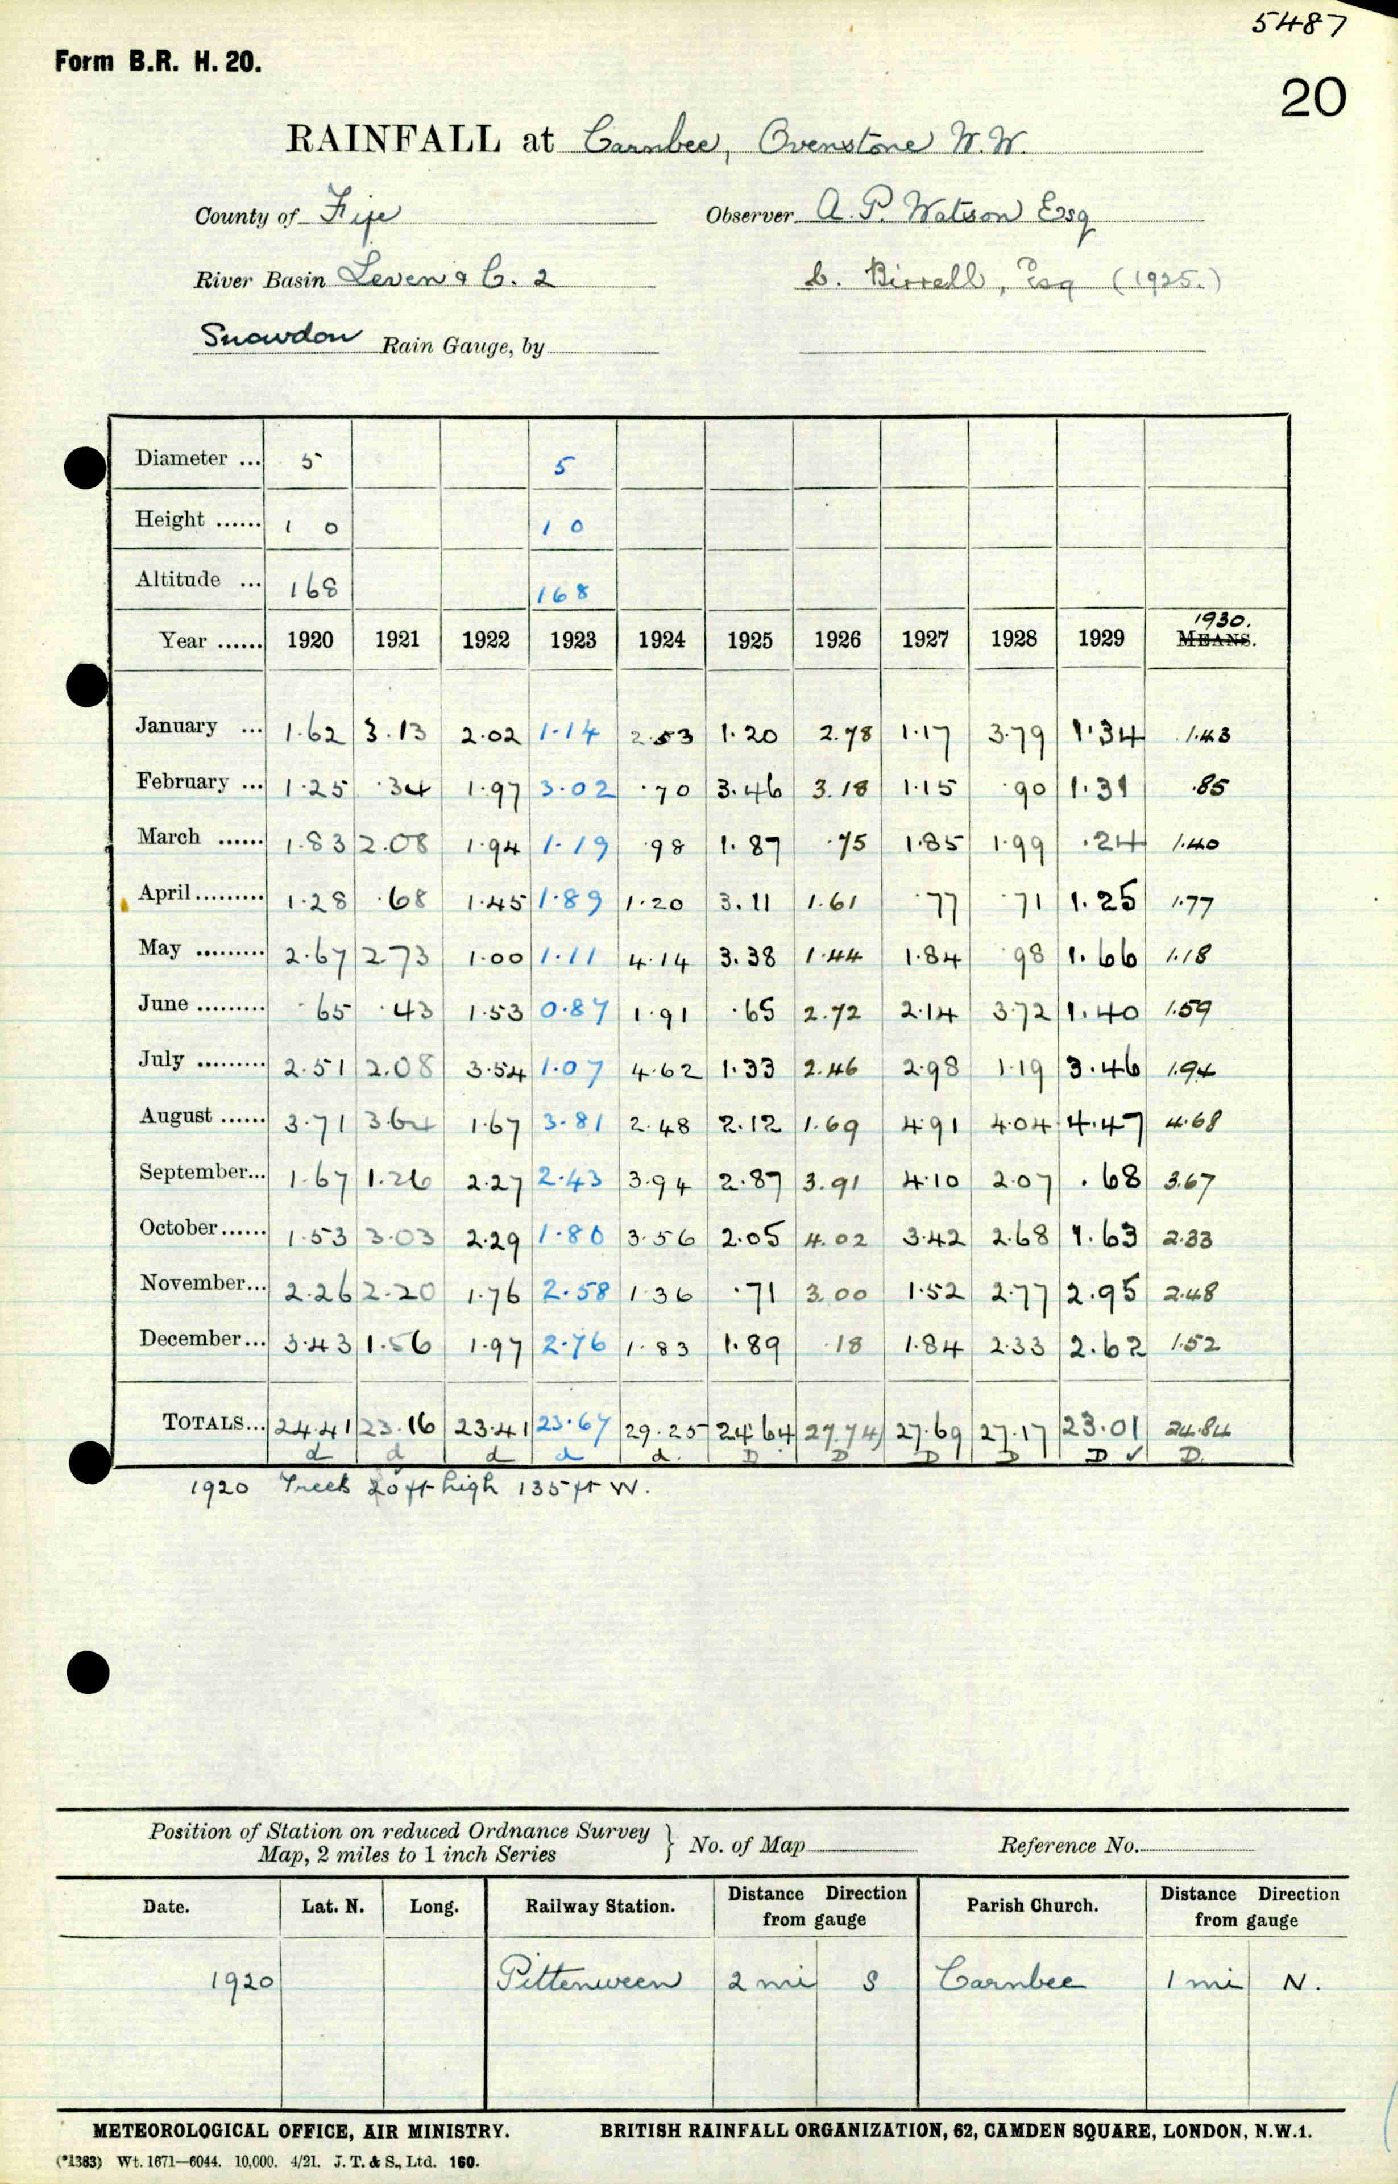 5487
Form B.R. H. 20.
20
RAINFALL at Carnbee, Ovenstone W.W.
County of Fife Observer A. P. Watson Esq
River Basin Leven & C. 2 C. Birrell, Esq (1925.)
Snowdon Rain Gauge, by
Diameter ... 5 5
Height ...... 1 0 1 0
Altitude ... 168 168
Year ...... 1920 1921 1922 1923 1924 1925 1926 1927 1928 1929 1930. MEANS.
January ... 1.62 3.13 2.02 1.14 2.53 1.20 2.78 1.17 3.79 1.34 1.43
February ... 1.25 .34 1.97 3.02 .70 3.46 3.18 1.15 .90 1.31 .85
March ...... 1.83 2.08 1.94 1.19 .98 1.87 .75 1.85 1.99 .24 1.40
April ......... 1.28 .68 1.45 1.89 1.20 3.11 1.61 .77 .71 1.25 1.77
May ......... 2.67 2.73 1.00 1.11 4.14 3.38 1.44 1.84 .98 1.66 1.18
June ......... .65 .43 1.53 0.87 1.91 .65 2.72 2.14 3.72 1.40 1.59
July ......... 2.51 2.08 3.54 1.07 4.62 1.33 2.46 2.98 1.19 3.46 1.94
August ...... 3.71 3.64 1.67 3.81 2.48 2.12 1.69 4.91 4.04 4.47 4.68
September... 1.67 1.26 2.27 2.43 3.94 2.87 3.91 4.10 2.07 .68 3.67
October...... 1.53 3.03 2.29 1.80 3.56 2.05 4.02 3.42 2.68 1.63 2.33
November... 2.26 2.20 1.76 2.58 1.36 .71 3.00 1.52 2.77 2.95 2.48
December... 3.43 1.56 1.97 2.76 1.83 1.89 .18 1.84 2.33 2.62 1.52
TOTALS... 24.41 23.16 23.41 23.67 29.25 24.64 27.74 27.69 27.17 23.01 24.84
d d d d d. D D D D D ✓ D.
1920 Trees 20 ft high 135 ft W.
Position of Station on reduced Ordnance Survey Map, 2 miles to 1 inch Series } No. of Map Reference No.
Date. Lat. N. Long. Railway Station. Distance Direction from gauge Parish Church. Distance Direction from gauge
1920 Pittenween 2 mi S Carnbee 1 mi N.
METEOROLOGICAL OFFICE, AIR MINISTRY. BRITISH RAINFALL ORGANIZATION, 62, CAMDEN SQUARE, LONDON, N.W.1.
(*1383) Wt. 1671—6044. 10,000. 4/21. J. T. & S., Ltd. 160.